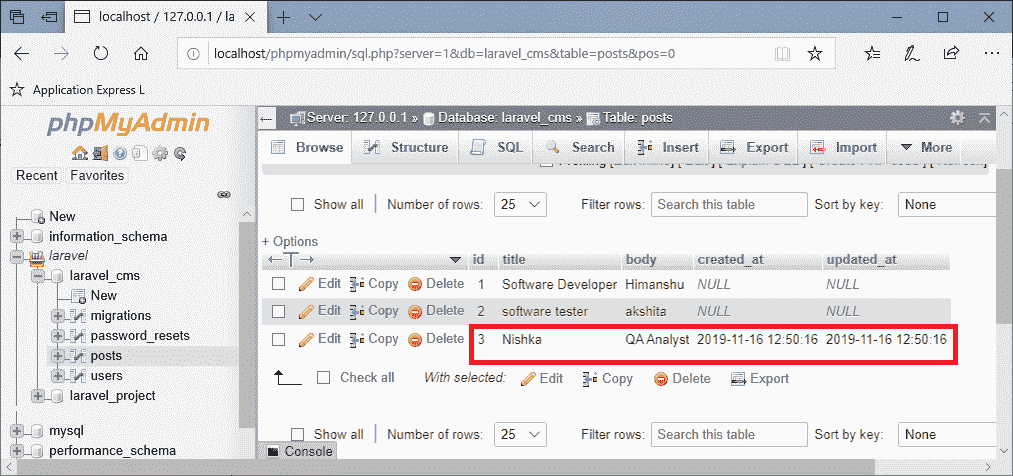 localhost / 127.0.0.1 / la
localhost/phpmyadmin/sql.php?server=1&db=laravel_cms&table=posts&pos=0
Application Express L
phpMyAdmin
Recent Favorites
New
information_schema
laravel
laravel_cms
New
migrations
password_resets
posts
users
laravel_project
mysql
performance_schema
Server: 127.0.0.1 » Database: laravel_cms » Table: posts
Browse Structure SQL Search Insert Export Import More
Show all Number of rows: 25 Filter rows: Search this table Sort by key: None
+ Options
id title body created_at updated_at
Edit Copy Delete 1 Software Developer Himanshu NULL NULL
Edit Copy Delete 2 software tester akshita NULL NULL
Edit Copy Delete 3 Nishka QA Analyst 2019-11-16 12:50:16 2019-11-16 12:50:16
Check all With selected: Edit Copy Delete Export
Show all Number of rows: 25 Filter rows: Search this table Sort by key: None
Console